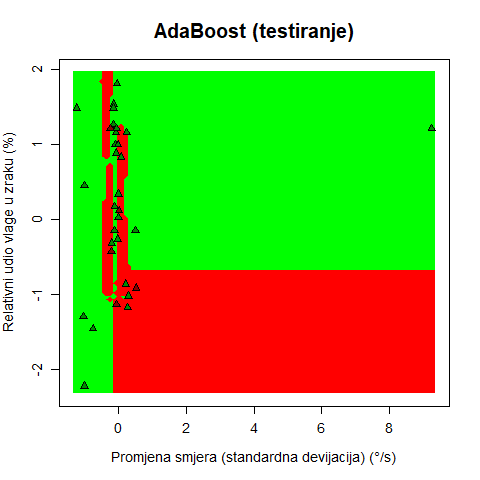 AdaBoost (testiranje)
Relativni udio vlage u zraku (%)
2
1
0
-1
-2
0 2 4 6 8
Promjena smjera (standardna devijacija) (°/s)